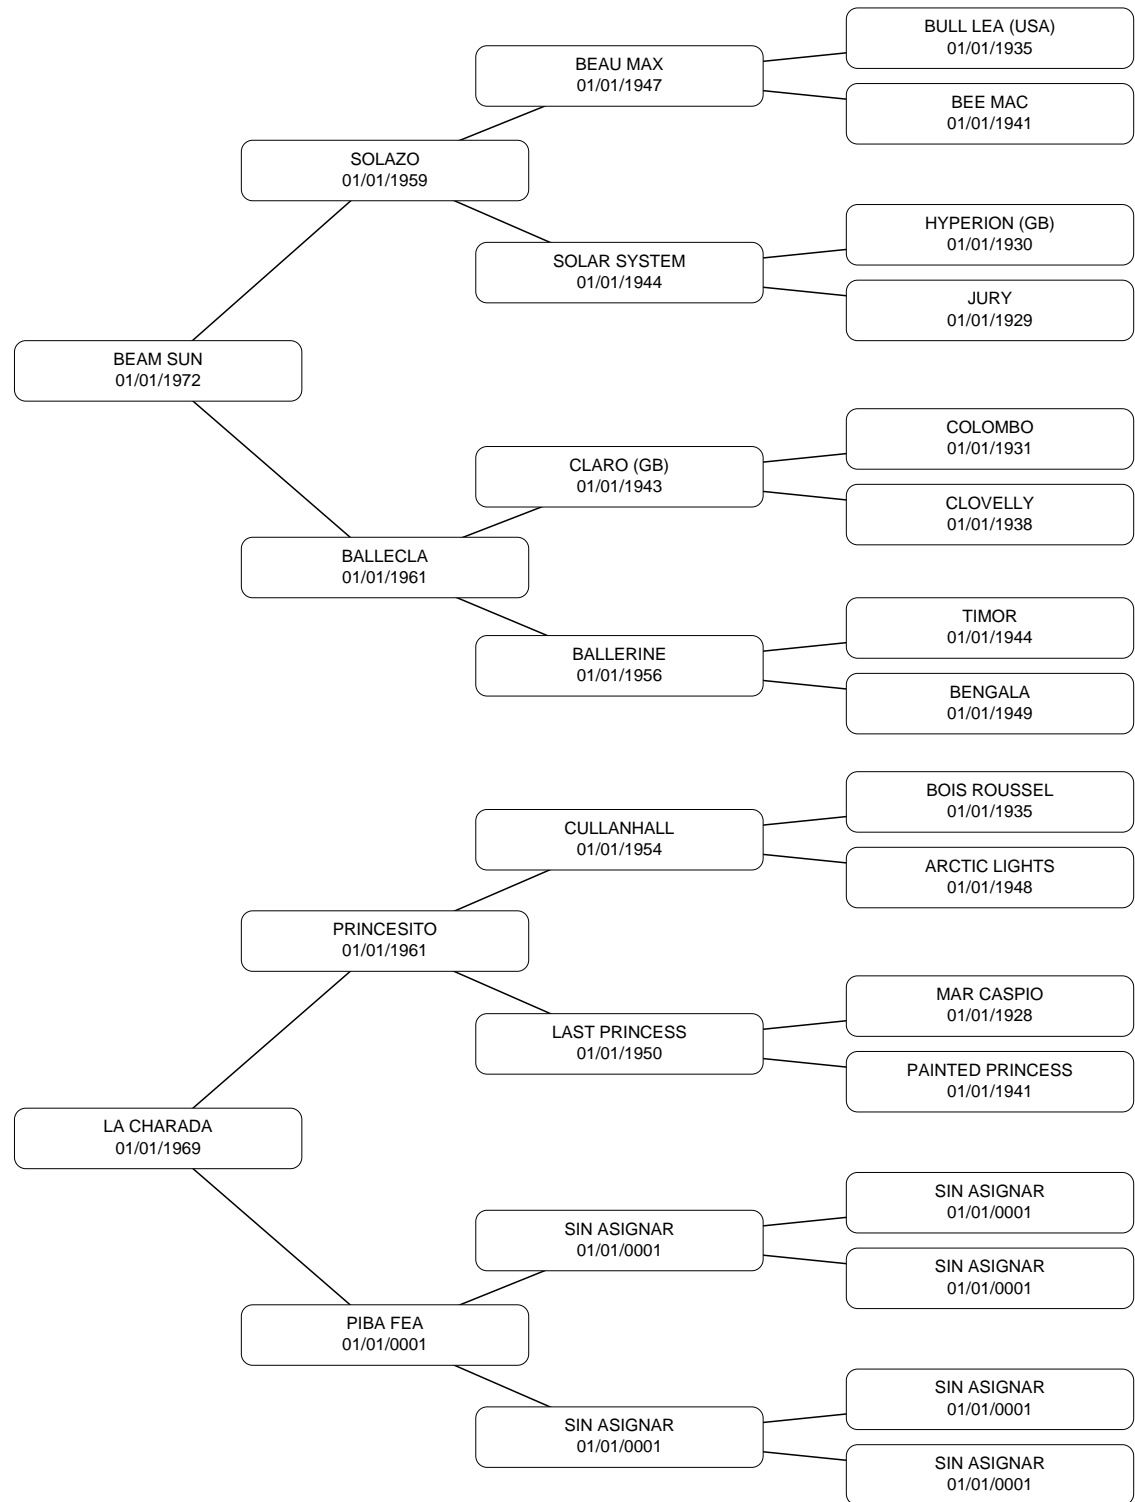 BULL LEA (USA)
01/01/1935
BEAU MAX
01/01/1947
BEE MAC
01/01/1941
SOLAZO
01/01/1959
HYPERION (GB)
01/01/1930
SOLAR SYSTEM
01/01/1944
JURY
01/01/1929
BEAM SUN
01/01/1972
COLOMBO
01/01/1931
CLARO (GB)
01/01/1943
CLOVELLY
01/01/1938
BALLECLA
01/01/1961
TIMOR
01/01/1944
BALLERINE
01/01/1956
BENGALA
01/01/1949
BOIS ROUSSEL
01/01/1935
CULLANHALL
01/01/1954
ARCTIC LIGHTS
01/01/1948
PRINCESITO
01/01/1961
MAR CASPIO
01/01/1928
LAST PRINCESS
01/01/1950
PAINTED PRINCESS
01/01/1941
LA CHARADA
01/01/1969
SIN ASIGNAR
01/01/0001
SIN ASIGNAR
01/01/0001
SIN ASIGNAR
01/01/0001
PIBA FEA
01/01/0001
SIN ASIGNAR
01/01/0001
SIN ASIGNAR
01/01/0001
SIN ASIGNAR
01/01/0001